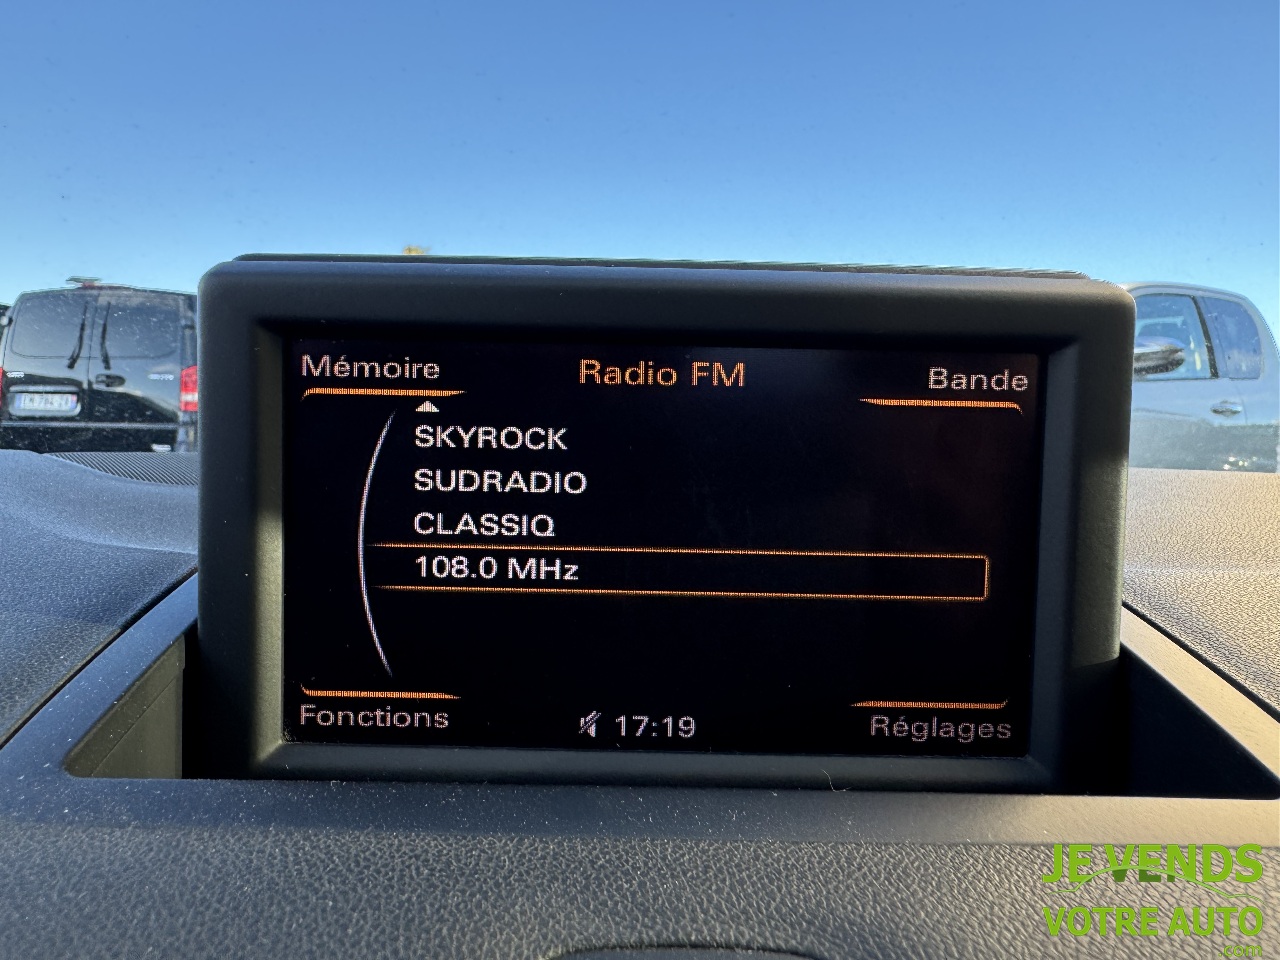 Mémoire Radio FM Bande
SKYROCK
SUDRADIO
CLASSIQ
108.0 MHz
Fonctions 17:19 Réglages
JE VENDS
VOTRE AUTO
.com